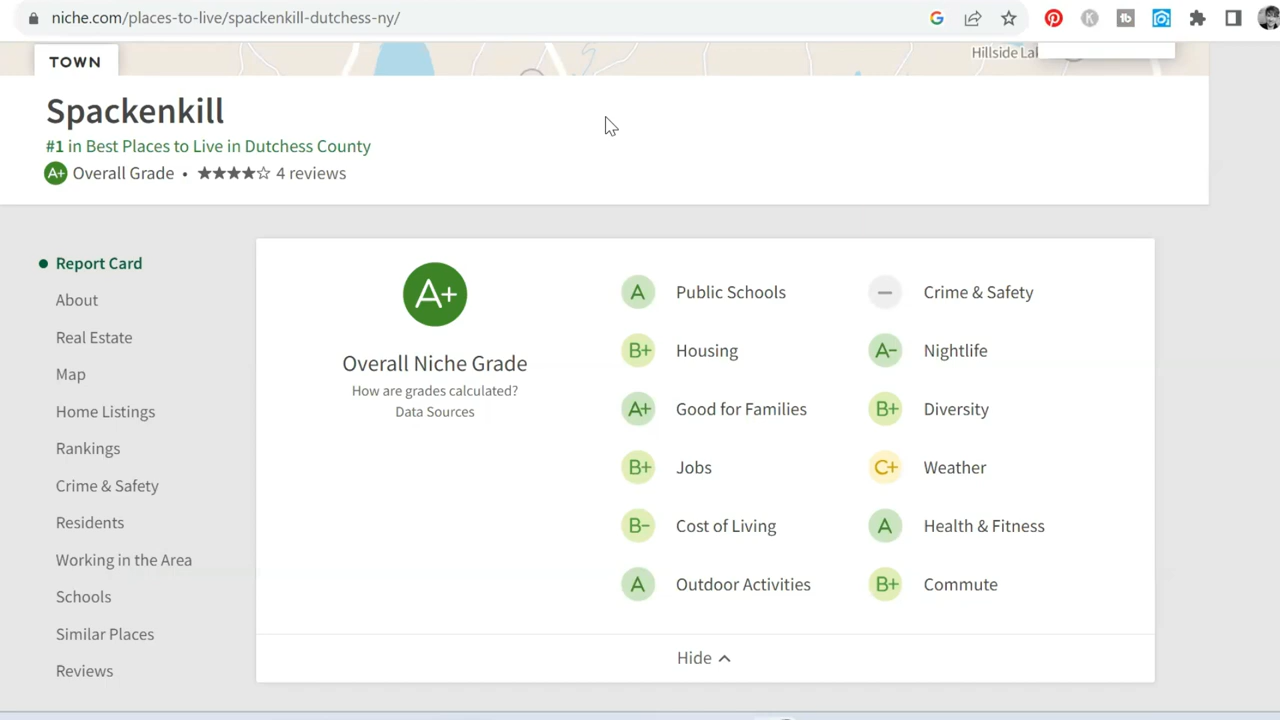 niche.com/places-to-live/spackenkill-dutchess-ny/
Hillside Lak
TOWN
Spackenkill
#1 in Best Places to Live in Dutchess County
A+ Overall Grade • ★★★★☆ 4 reviews
Report Card
About
Real Estate
Map
Home Listings
Rankings
Crime & Safety
Residents
Working in the Area
Schools
Similar Places
Reviews
A+
Overall Niche Grade
How are grades calculated?
Data Sources
A Public Schools
B+ Housing
A+ Good for Families
B+ Jobs
B− Cost of Living
A Outdoor Activities
– Crime & Safety
A− Nightlife
B+ Diversity
C+ Weather
A Health & Fitness
B+ Commute
Hide